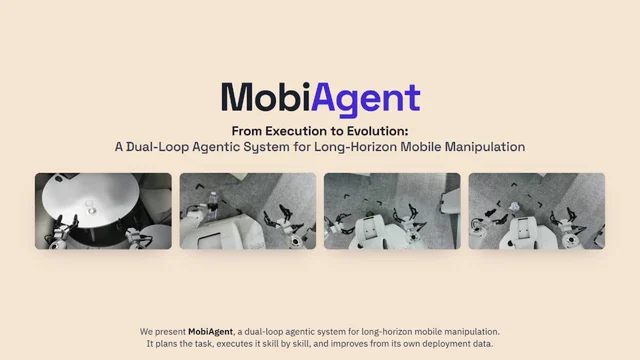 MobiAgent
From Execution to Evolution:
A Dual-Loop Agentic System for Long-Horizon Mobile Manipulation
We present MobiAgent, a dual-loop agentic system for long-horizon mobile manipulation.
It plans the task, executes it skill by skill, and improves from its own deployment data.